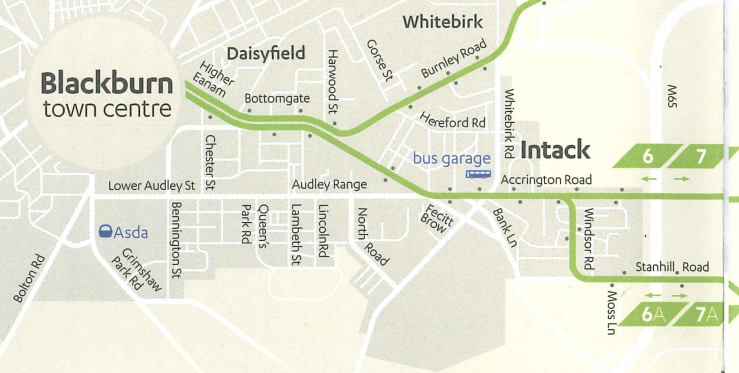 Whitebirk
Daisyfield
Gorse St
Burnley Road
Harwood St
Higher
Eanam
Blackburn
town centre
Bottomgate
Hereford Rd
Whitebirk Rd
M65
Chester St
bus garage
Intack
6 7
Lower Audley St
Audley Range
Accrington Road
Asda
Bennington St
Queen's
Park Rd
Lambeth St
LincolnRd
North
Road
Fecitt
Brow
Bank Ln
Windsor Rd
Bolton Rd
Grimshaw
Park Rd
Stanhill Road
Moss Ln
6A 7A